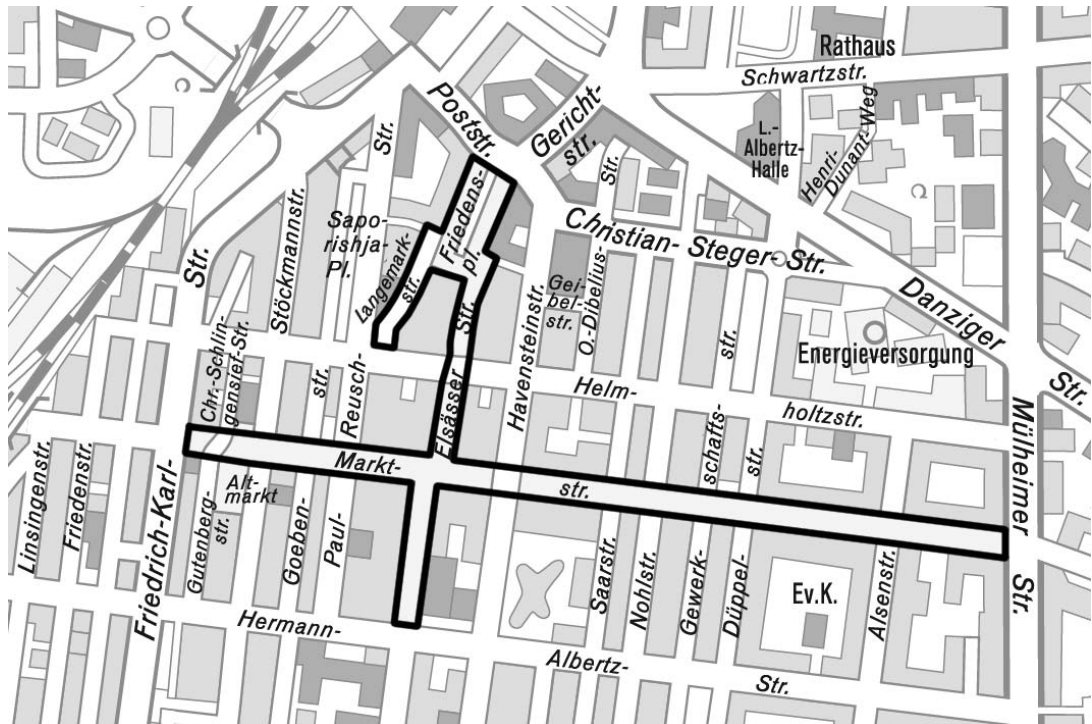 Rathaus
Schwartzstr.
Poststr.
Gericht-
str.
L.-
Albertz-
Halle
Henri-
Dunant-Weg
Str.
Friedens-
pl.
Str.
Sapo-
rishja-
Pl.
Stöckmannstr.
Str.
Langemark-
str.
Christian- Steger- Str.
Gei-
bel-
str.
O.-Dibelius-
Danziger
Str.
Energieversorgung
str.
Havensteinstr.
Elsässer
Str.
Chr.-Schlin-
gensief-Str.
str.
Reusch-
Helm-
holtzstr.
Mülheimer
Str.
Markt-
str.
schafts-
str.
Linsingenstr.
Friedenstr.
Friedrich-Karl-
Gutenberg-
str.
Alt-
markt
Goeben-
Paul-
Saarstr.
Nohlstr.
Gewerk-
Düppel-
Ev.K.
Alsenstr.
Hermann-
Albertz-
Str.